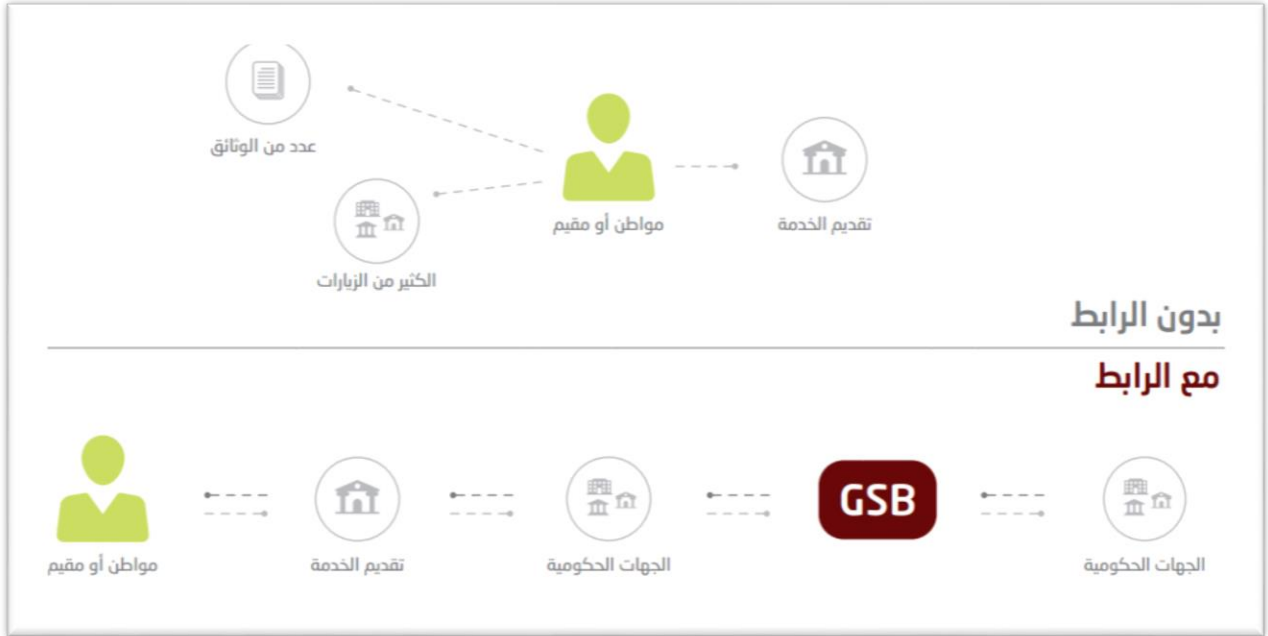 عدد من الوثائق
مواطن أو مقيم
تقديم الخدمة
الكثير من الزيارات
بدون الرابط
مع الرابط
GSB
مواطن أو مقيم
تقديم الخدمة
الجهات الحكومية
الجهات الحكومية